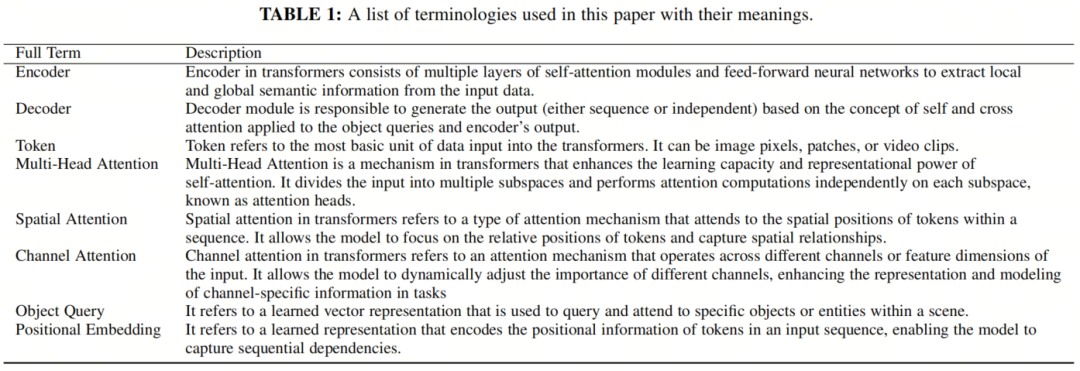 TABLE 1: A list of terminologies used in this paper with their meanings.
Full Term Description
Encoder Encoder in transformers consists of multiple layers of self-attention modules and feed-forward neural networks to extract local
and global semantic information from the input data.
Decoder Decoder module is responsible to generate the output (either sequence or independent) based on the concept of self and cross
attention applied to the object queries and encoder's output.
Token Token refers to the most basic unit of data input into the transformers. It can be image pixels, patches, or video clips.
Multi-Head Attention Multi-Head Attention is a mechanism in transformers that enhances the learning capacity and representational power of
self-attention. It divides the input into multiple subspaces and performs attention computations independently on each subspace,
known as attention heads.
Spatial Attention Spatial attention in transformers refers to a type of attention mechanism that attends to the spatial positions of tokens within a
sequence. It allows the model to focus on the relative positions of tokens and capture spatial relationships.
Channel Attention Channel attention in transformers refers to an attention mechanism that operates across different channels or feature dimensions of
the input. It allows the model to dynamically adjust the importance of different channels, enhancing the representation and modeling
of channel-specific information in tasks
Object Query It refers to a learned vector representation that is used to query and attend to specific objects or entities within a scene.
Positional Embedding It refers to a learned representation that encodes the positional information of tokens in an input sequence, enabling the model to
capture sequential dependencies.